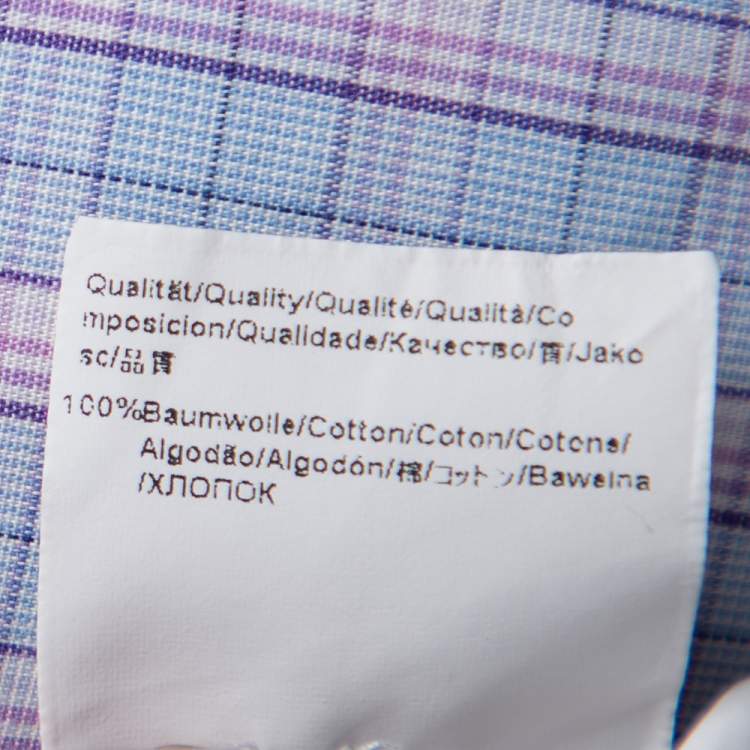 Qualität/Quality/Qualité/Qualità/Co
mposicion/Qualidade/Качество/質/Jako
sc/品質
100%Baumwolle/Cotton/Coton/Cotone/
Algodão/Algodón/棉/コットン/Bawelna
/ХЛОПОК